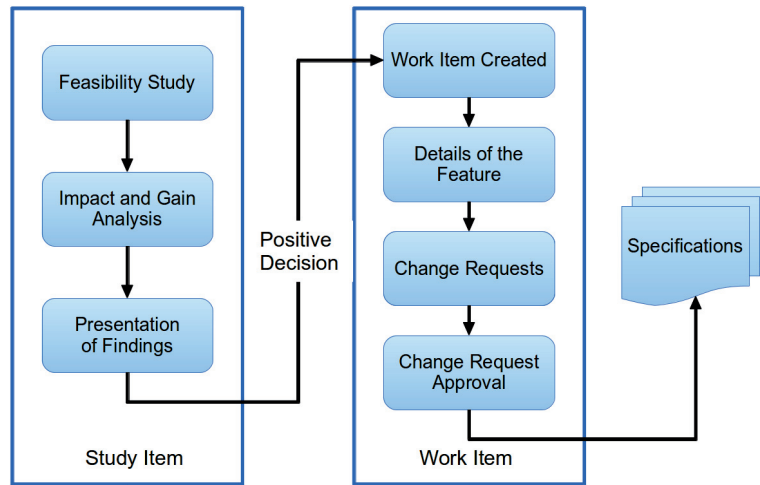 Feasibility Study
Impact and Gain
Analysis
Presentation
of Findings
Study Item
Positive
Decision
Work Item Created
Details of the
Feature
Change Requests
Change Request
Approval
Work Item
Specifications